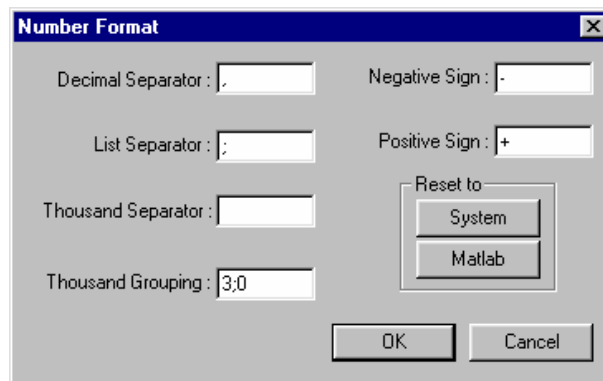 Number Format
Decimal Separator : ,
Negative Sign : -
List Separator : ;
Positive Sign : +
Thousand Separator :
Reset to
System
Matlab
Thousand Grouping : 3;0
OK
Cancel